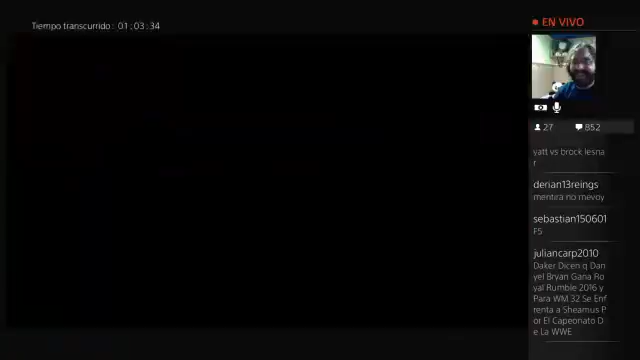 Tiempo transcurrido: 01:03:34
EN VIVO
27 852
yatt vs brock lesna
r
derian13reings
mentira no mevoy
sebastian150601
F5
juliancarp2010
Daker Dicen q Dan
yel Bryan Gana Ro
yal Rumble 2016 y
Para WM 32 Se Enf
renta a Sheamus P
or El Capeonato D
e La WWE